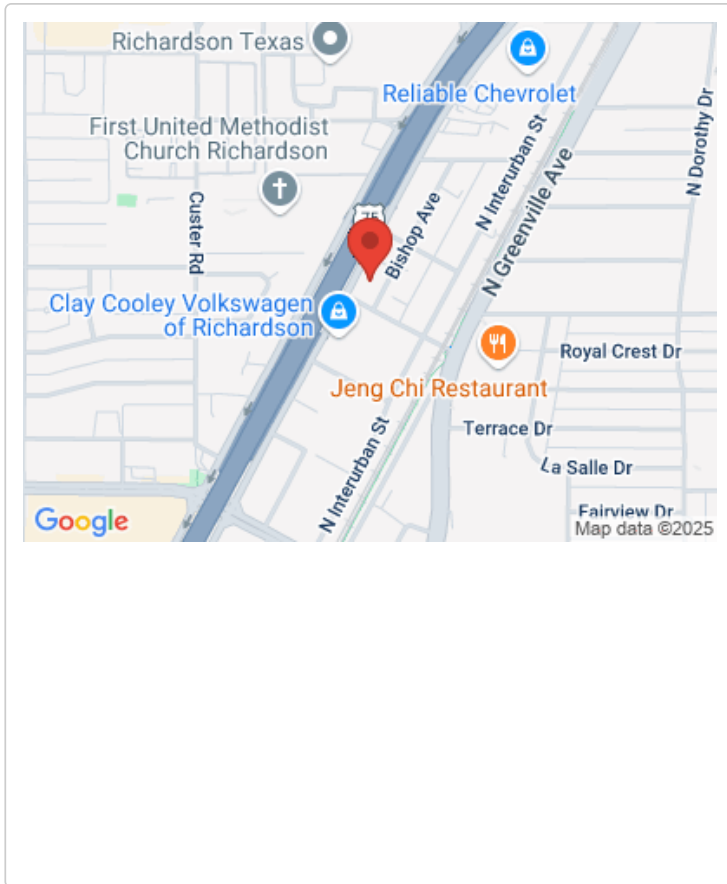 Richardson Texas
Reliable Chevrolet
First United Methodist
Church Richardson
N Dorothy Dr
N Interurban St
Custer Rd
75
Bishop Ave
N Greenville Ave
Clay Cooley Volkswagen
of Richardson
Royal Crest Dr
Jeng Chi Restaurant
Terrace Dr
La Salle Dr
N Interurban St
Fairview Dr
Google
Map data ©2025